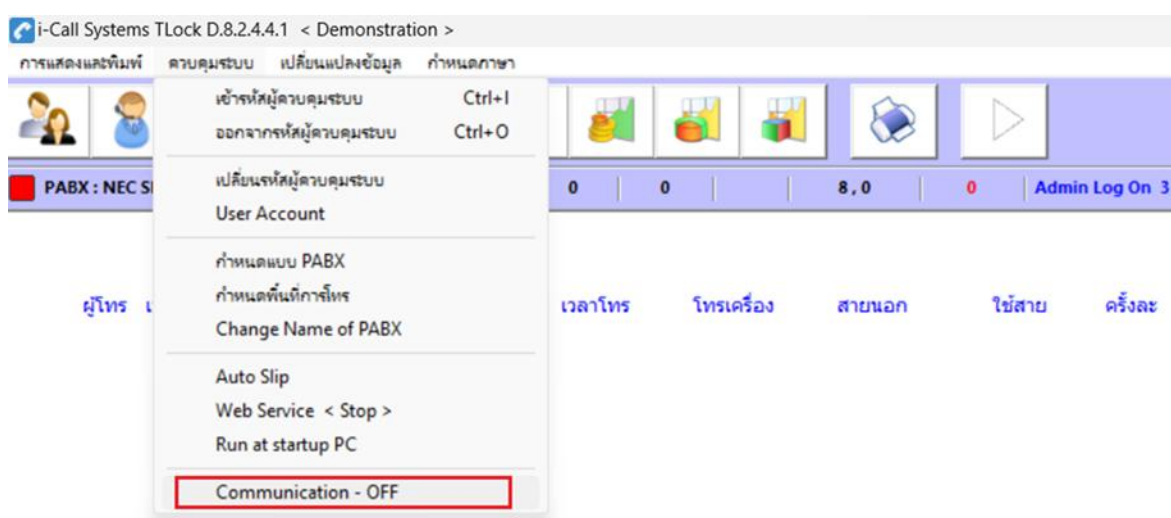 i-Call Systems TLock D.8.2.4.4.1 < Demonstration >
การแสดงและพิมพ์ ควบคุมระบบ เปลี่ยนแปลงข้อมูล กำหนดภาษา
เข้ารหัสผู้ควบคุมระบบ Ctrl+I
ออกจากรหัสผู้ควบคุมระบบ Ctrl+O
เปลี่ยนรหัสผู้ควบคุมระบบ
PABX : NEC 0 0 8,0 0 Admin Log On 3
User Account
กำหนดแบบ PABX
กำหนดพื้นที่การโทร
ผู้โทร เวลาโทร โทรเครื่อง สายนอก ใช้สาย ครั้งละ
Change Name of PABX
Auto Slip
Web Service < Stop >
Run at startup PC
Communication - OFF